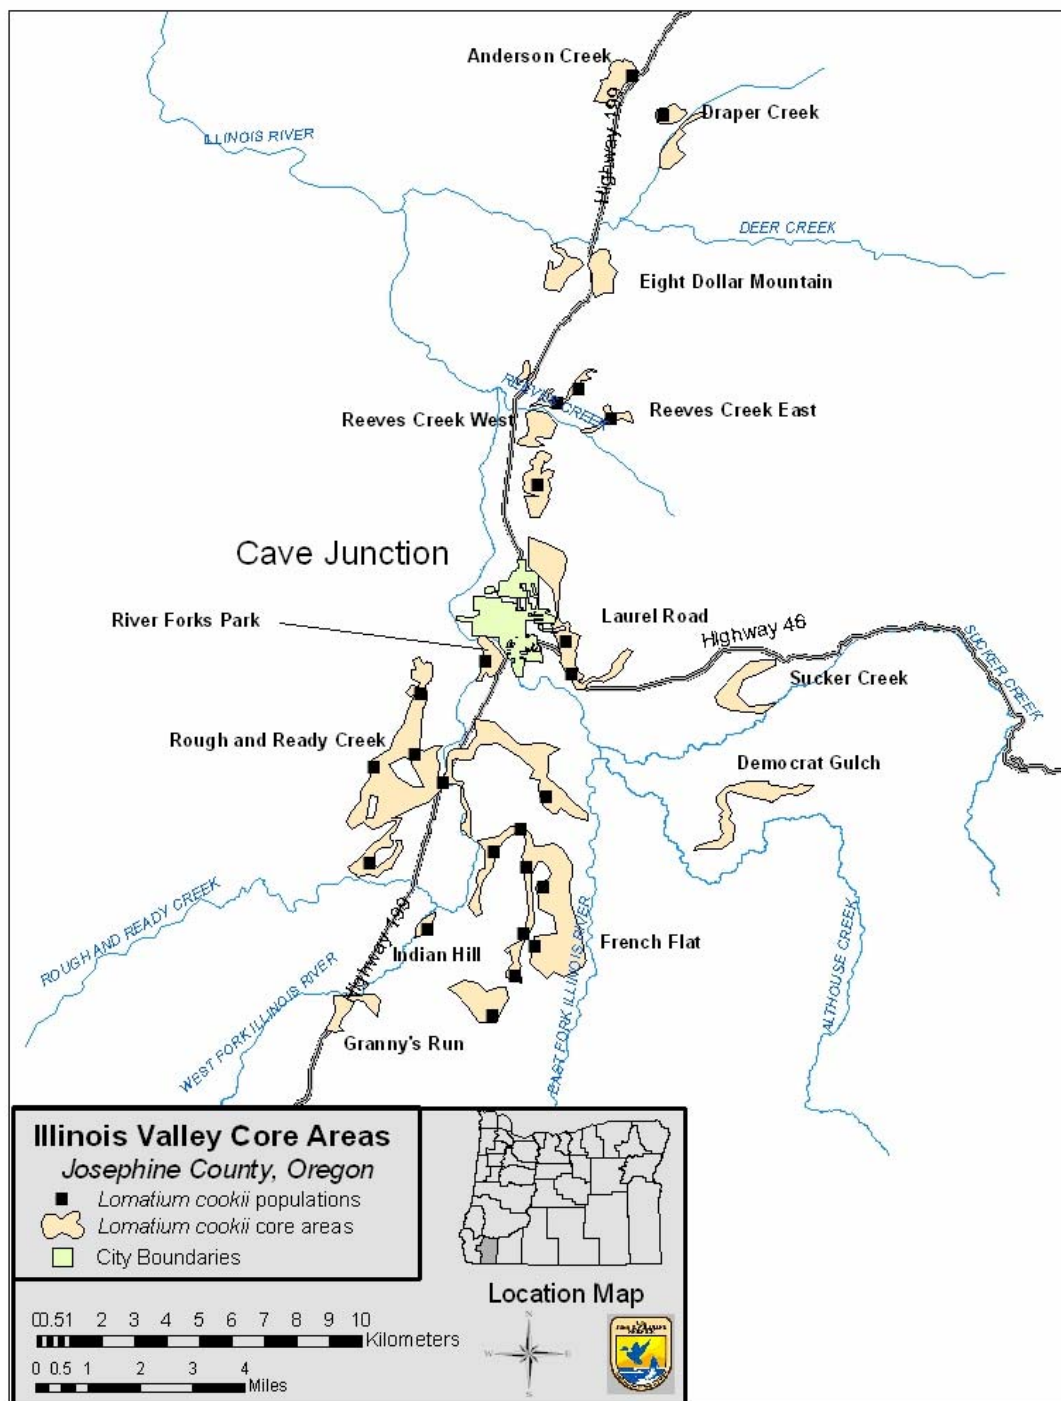 Anderson Creek
Highway 199
Draper Creek
ILLINOIS RIVER
DEER CREEK
Eight Dollar Mountain
REEVES CREEK
Reeves Creek West
Reeves Creek East
Cave Junction
River Forks Park
Laurel Road
Highway 46
SUCKER CREEK
Sucker Creek
Rough and Ready Creek
Democrat Gulch
ROUGH AND READY CREEK
Highway 199
Indian Hill
French Flat
WEST FORK ILLINOIS RIVER
EAST FORK ILLINOIS RIVER
ALTHOUSE CREEK
Granny's Run
Illinois Valley Core Areas
Josephine County, Oregon
Lomatium cookii populations
Lomatium cookii core areas
City Boundaries
Location Map
0 0.5 1 2 3 4 5 6 7 8 9 10
Kilometers
0 0.5 1 2 3 4
Miles
N
W E
S